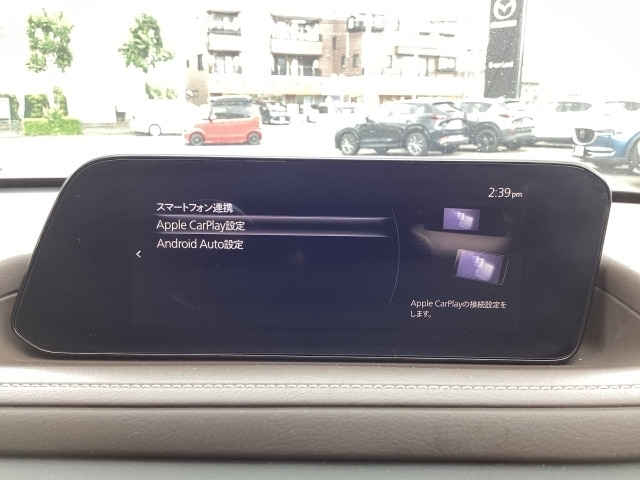 2:39pm
スマートフォン連携
Apple CarPlay設定
Android Auto設定
Apple CarPlayの接続設定を
します。